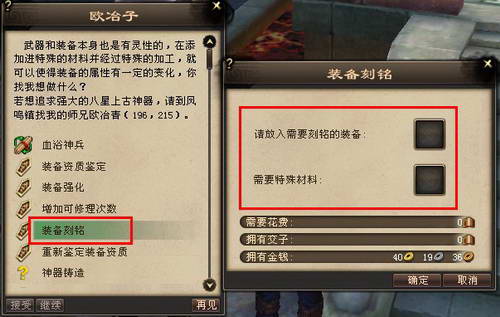 欧冶子
武器和装备本身也是有灵性的，在添
加进特殊的材料并经过特殊的加工，就
可以使得装备的属性有一定的变化，你
找我想做什么？
若想追求强大的八星上古神器，请到凤
鸣镇找我的师兄欧冶青（196，215）。
血浴神兵
装备资质鉴定
装备强化
增加可修理次数
装备刻铭
重新鉴定装备资质
神器铸造
接受 继续 再见
装备刻铭
请放入需要刻铭的装备：
需要特殊材料：
需要花费： 0
拥有交子： 0
拥有金钱： 40 19 36
确定 取消